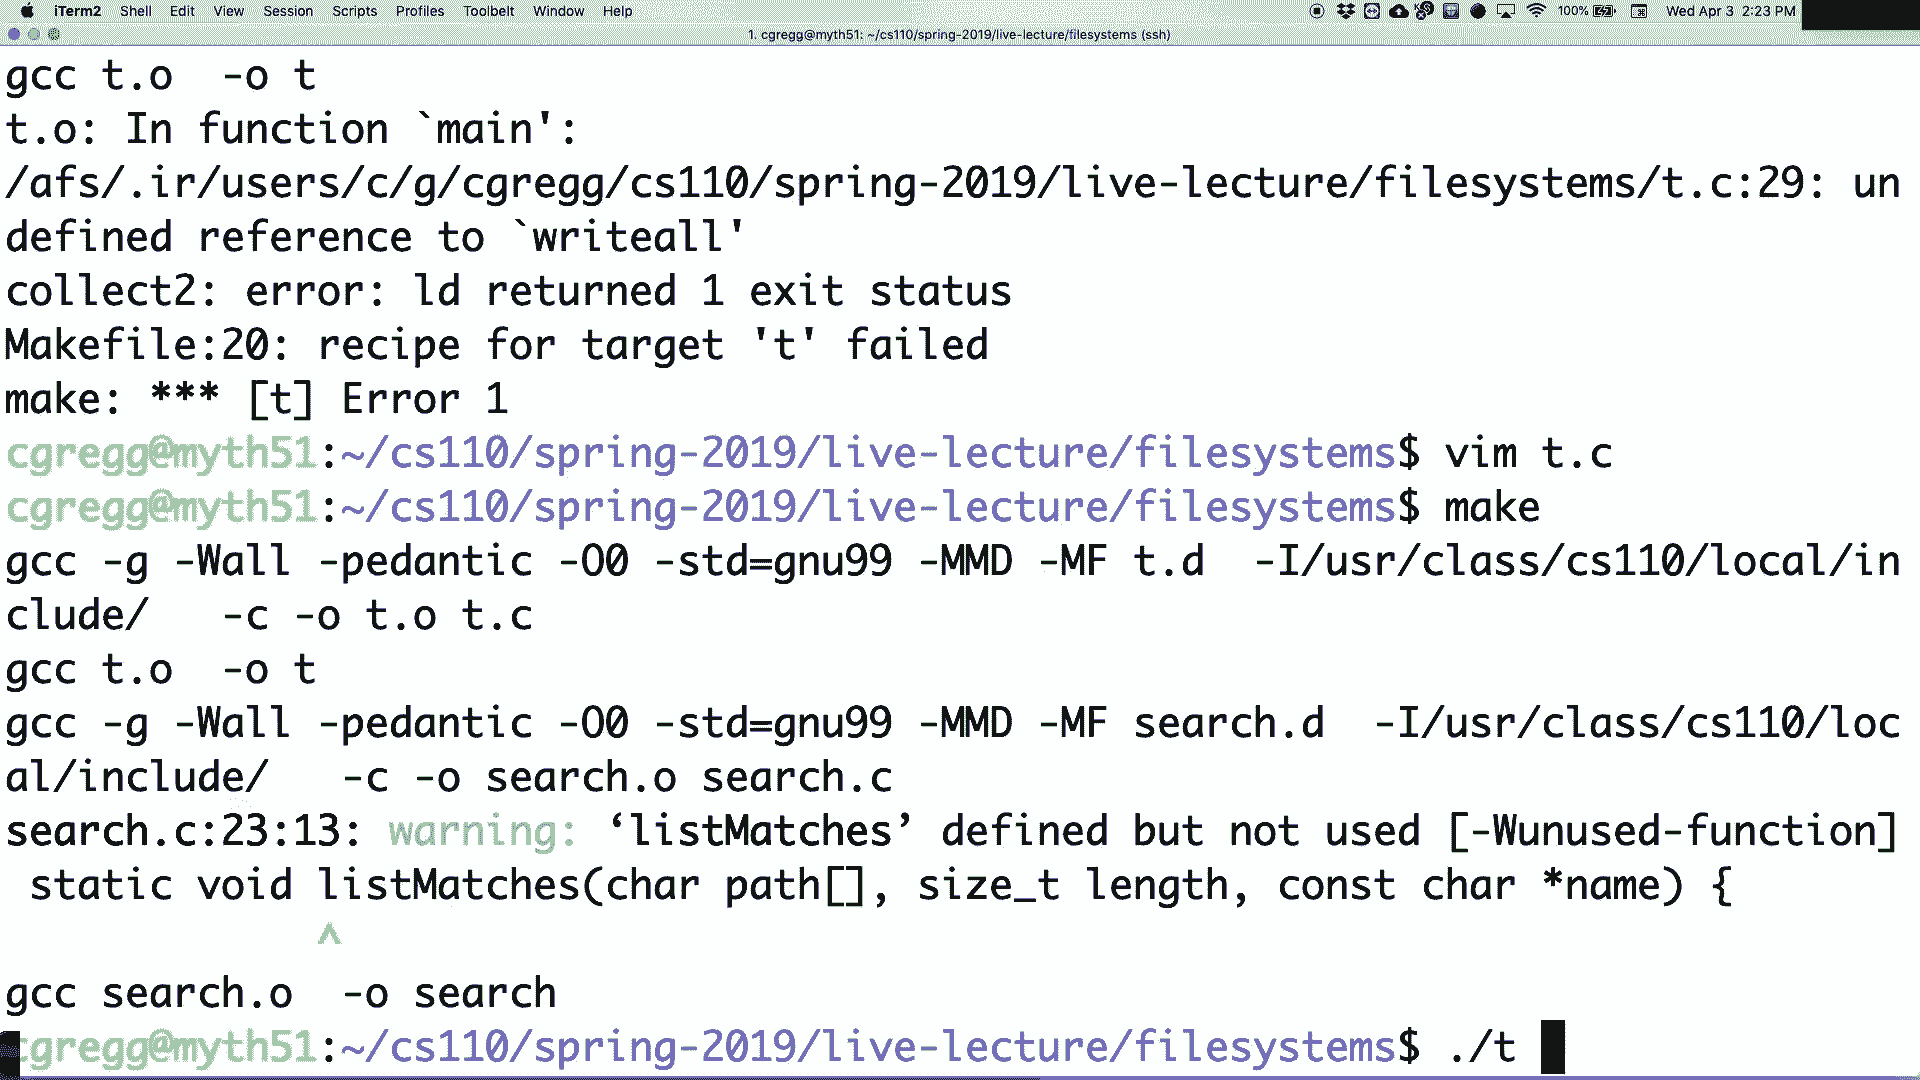 iTerm2 Shell Edit View Session Scripts Profiles Toolbelt Window Help 100% Wed Apr 3 2:23 PM
1. cgregg@myth51: ~/cs110/spring-2019/live-lecture/filesystems (ssh)
gcc t.o  -o t
t.o: In function `main':
/afs/.ir/users/c/g/cgregg/cs110/spring-2019/live-lecture/filesystems/t.c:29: un
defined reference to `writeall'
collect2: error: ld returned 1 exit status
Makefile:20: recipe for target 't' failed
make: *** [t] Error 1
cgregg@myth51:~/cs110/spring-2019/live-lecture/filesystems$ vim t.c
cgregg@myth51:~/cs110/spring-2019/live-lecture/filesystems$ make
gcc -g -Wall -pedantic -O0 -std=gnu99 -MMD -MF t.d  -I/usr/class/cs110/local/in
clude/   -c -o t.o t.c
gcc t.o  -o t
gcc -g -Wall -pedantic -O0 -std=gnu99 -MMD -MF search.d  -I/usr/class/cs110/loc
al/include/   -c -o search.o search.c
search.c:23:13: warning: ‘listMatches’ defined but not used [-Wunused-function]
 static void listMatches(char path[], size_t length, const char *name) {
             ^
gcc search.o  -o search
cgregg@myth51:~/cs110/spring-2019/live-lecture/filesystems$ ./t